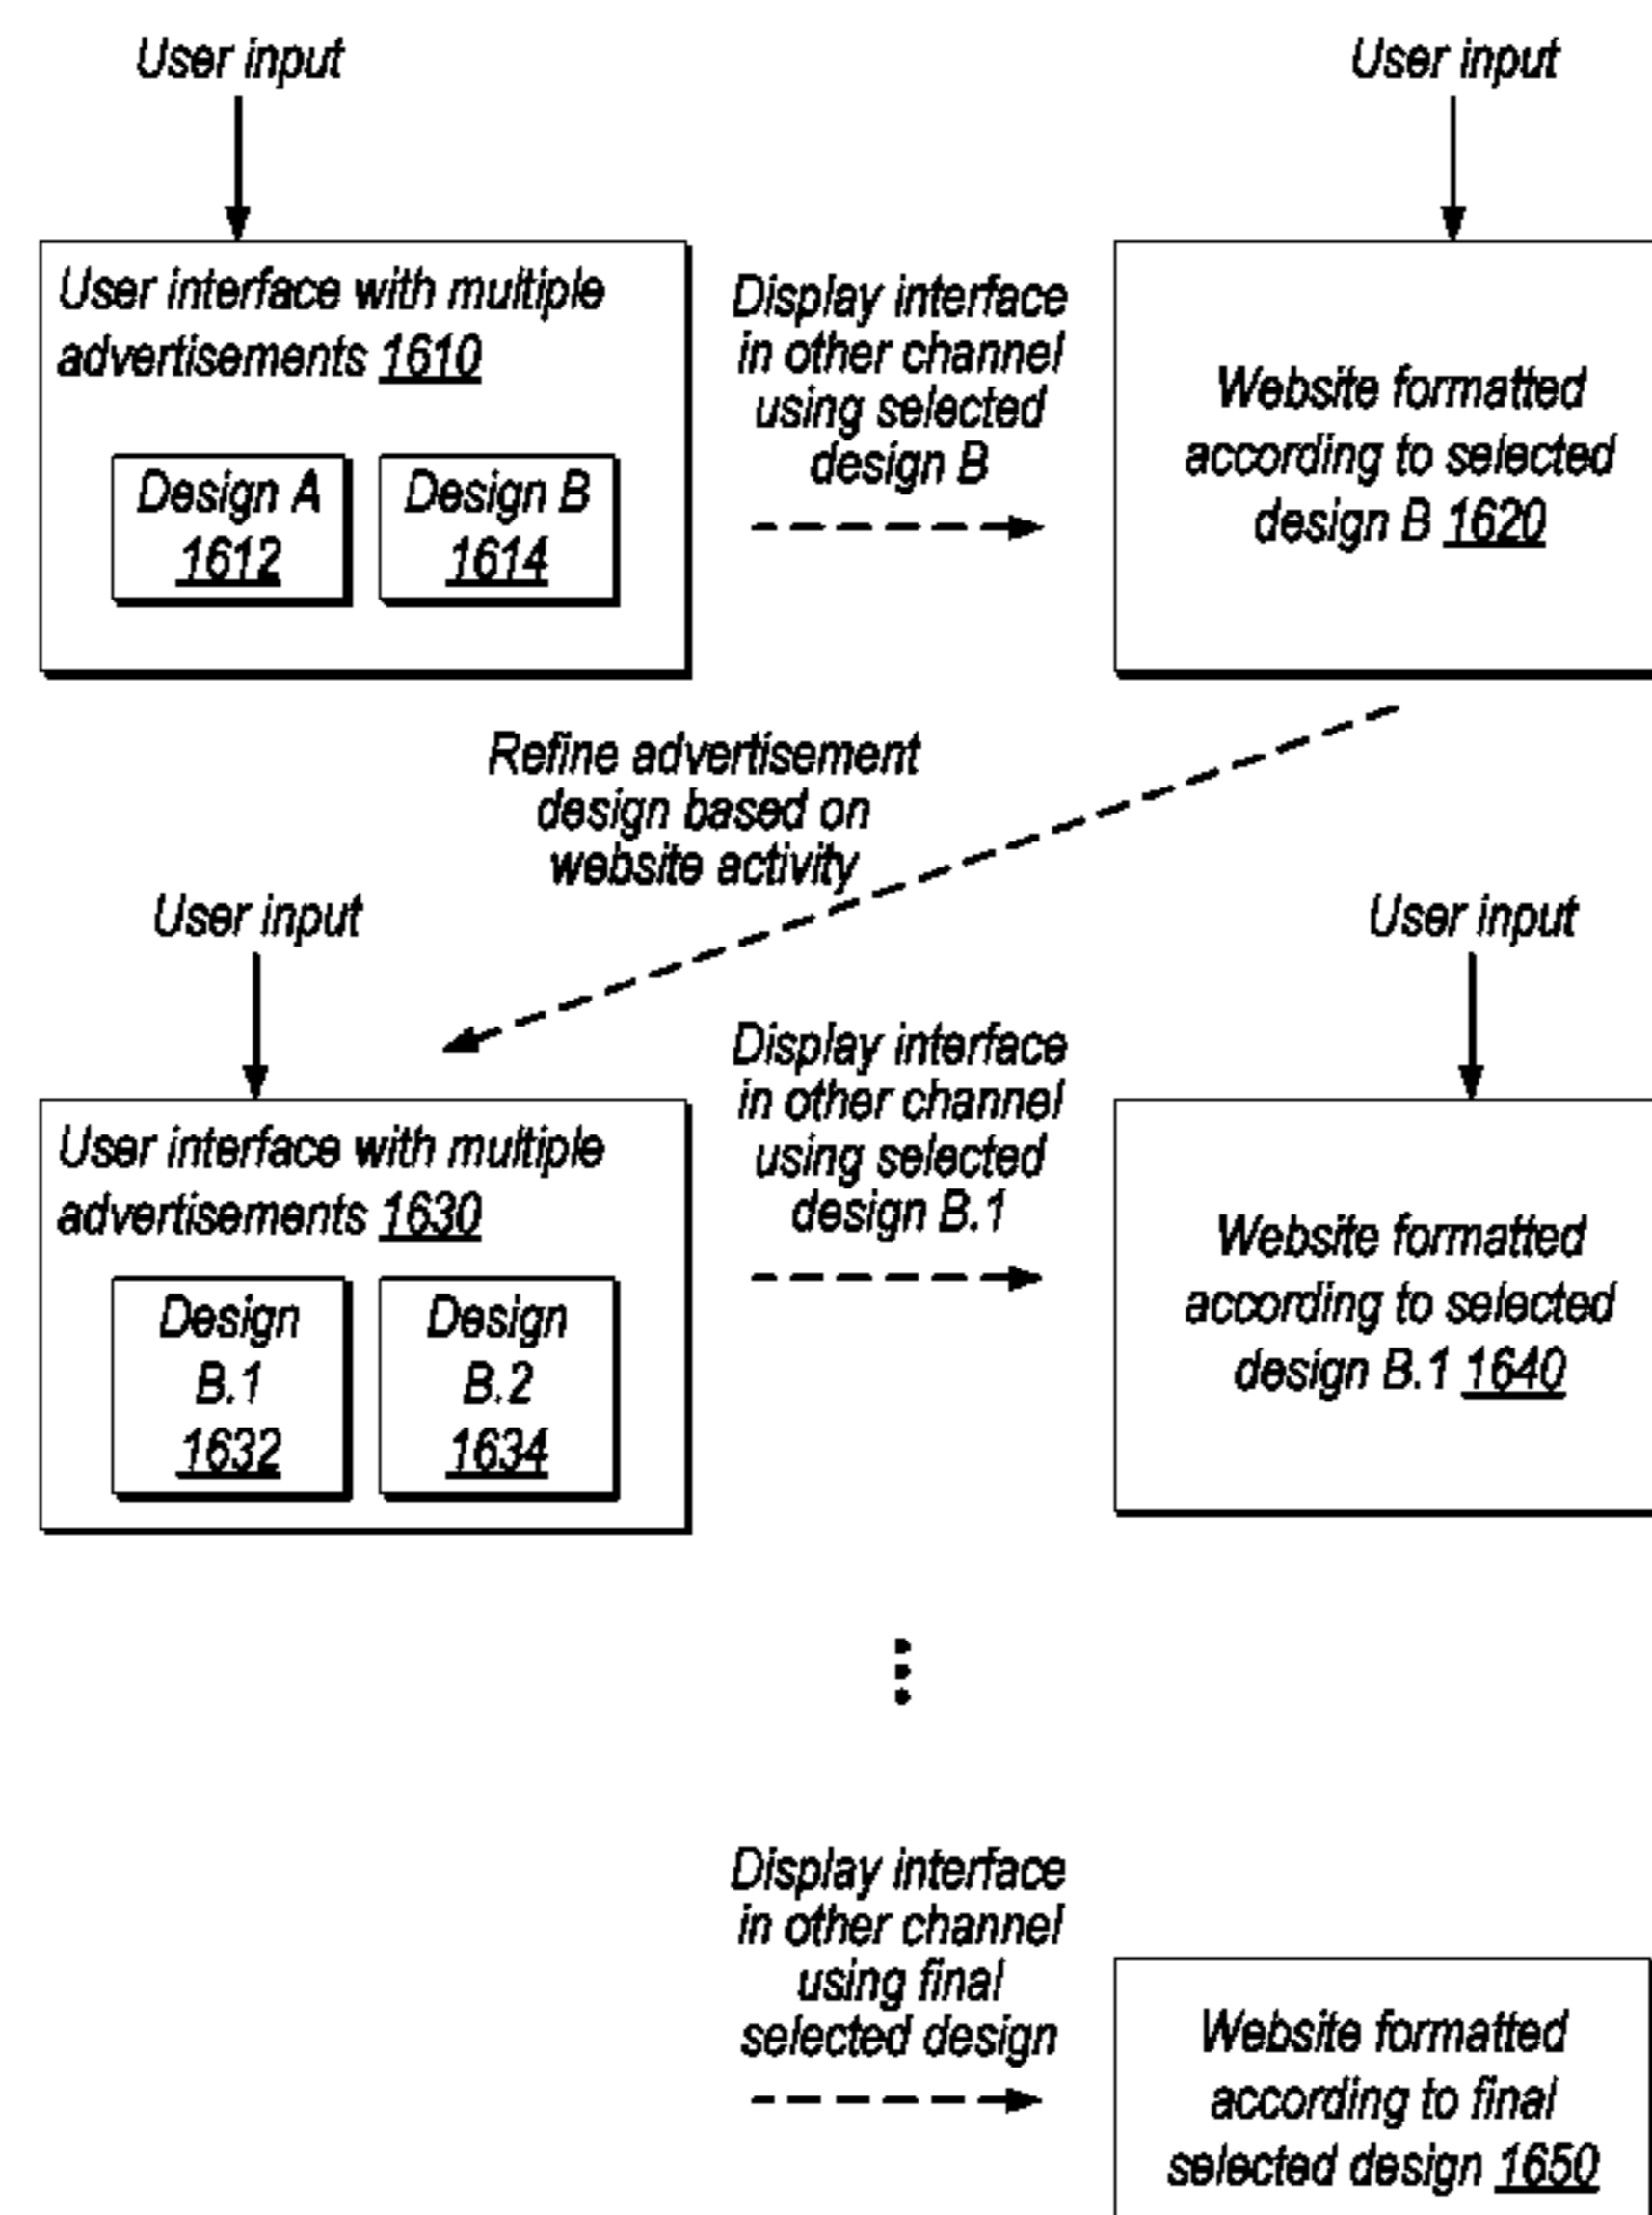 User input
User input
User interface with multiple
advertisements 1610
Design A
1612
Design B
1614
Display interface
in other channel
using selected
design B
Website formatted
according to selected
design B 1620
Refine advertisement
design based on
website activity
User input
User input
User interface with multiple
advertisements 1630
Design
B.1
1632
Design
B.2
1634
Display interface
in other channel
using selected
design B.1
Website formatted
according to selected
design B.1 1640
Display interface
in other channel
using final
selected design
Website formatted
according to final
selected design 1650